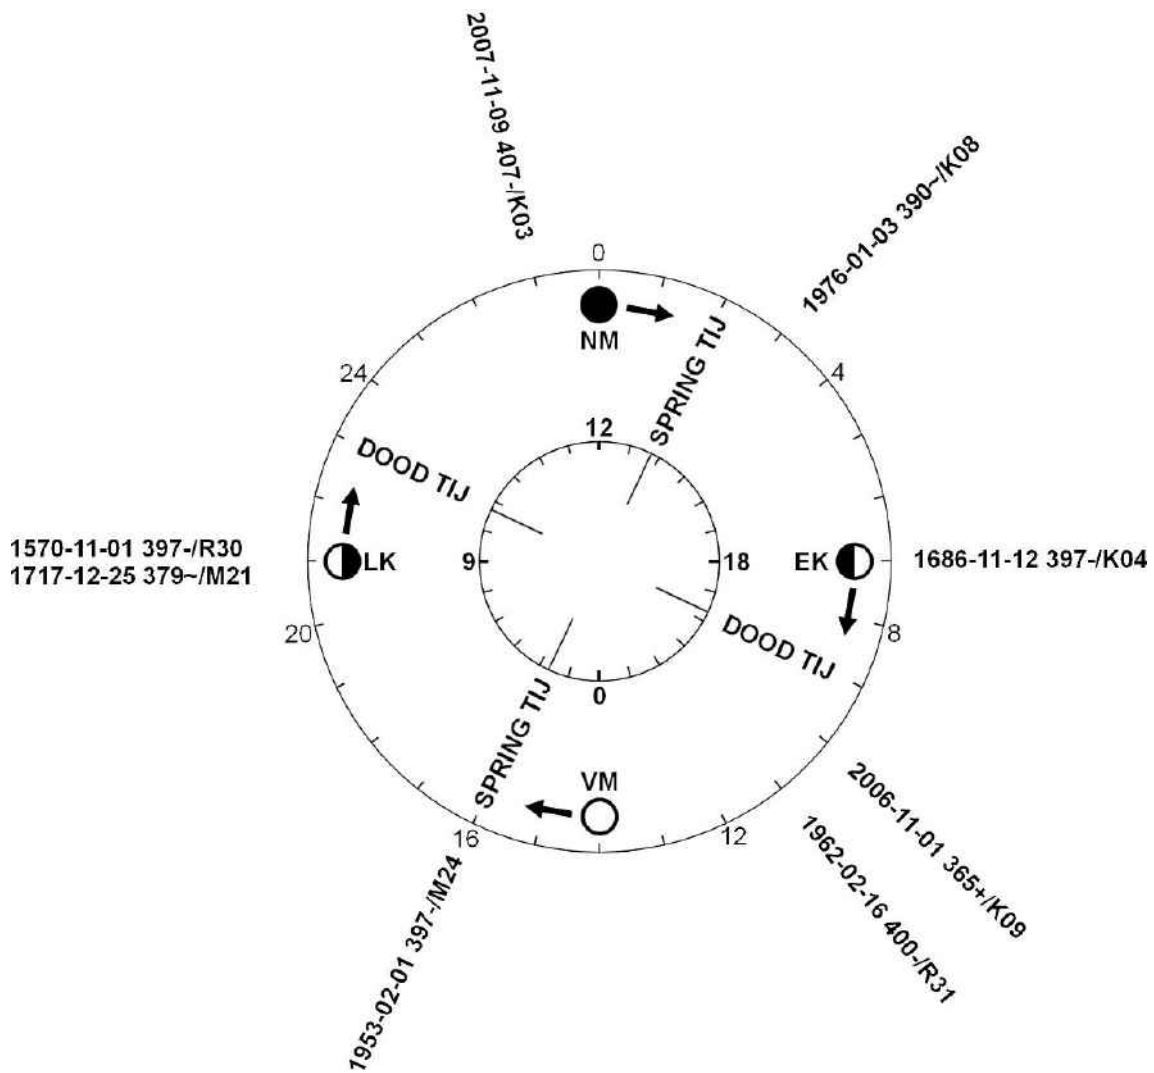 2007-11-09 407-/K03
1976-01-03 390~/K08
0
NM
SPRING TIJ
24
4
12
DOOD TIJ
1570-11-01 397-/R30
1717-12-25 379~/M21
LK
9
18
EK
1686-11-12 397-/K04
20
8
DOOD TIJ
0
SPRING TIJ
VM
16
12
2006-11-01 365+/K09
1962-02-16 400-/R31
1953-02-01 397-/M24